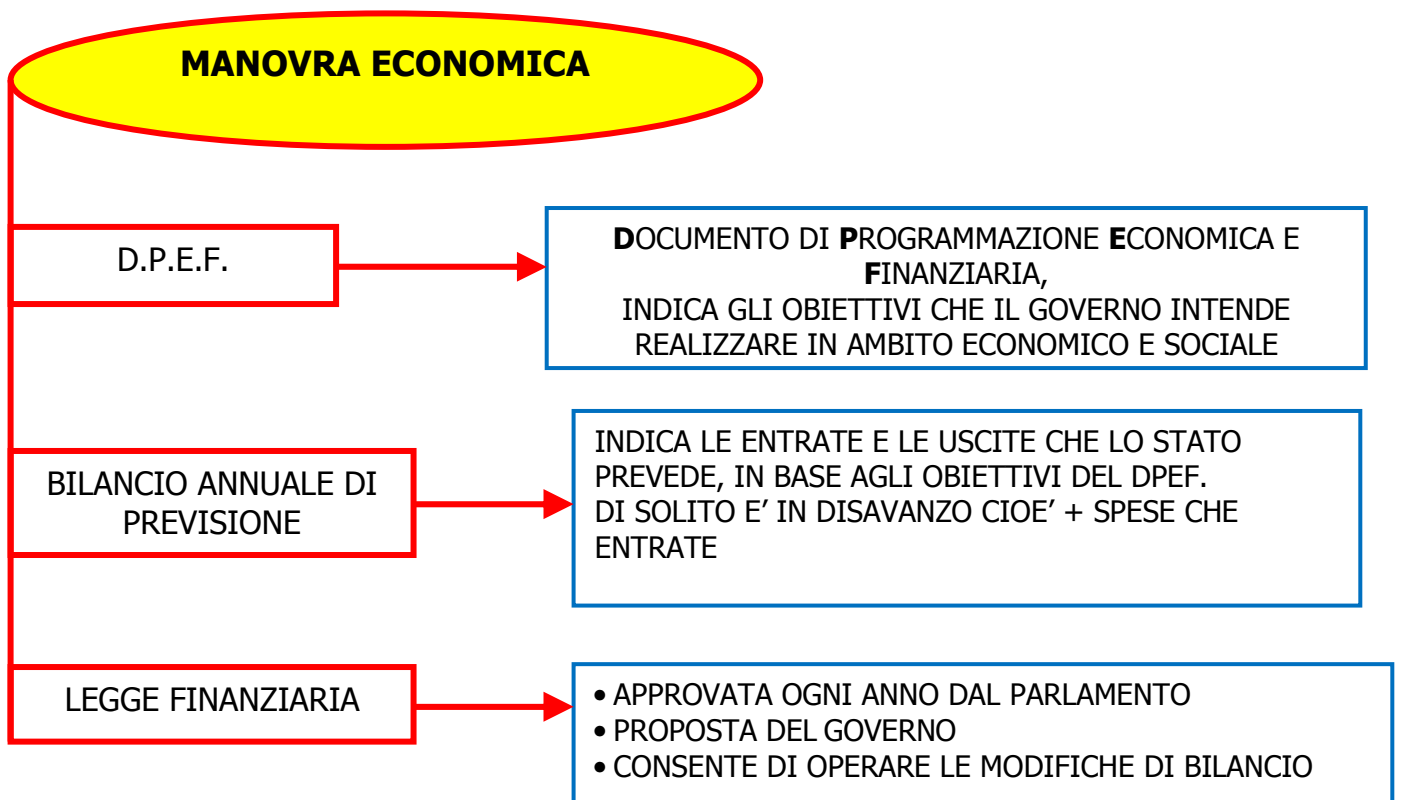 MANOVRA ECONOMICA
D.P.E.F.
DOCUMENTO DI PROGRAMMAZIONE ECONOMICA E
FINANZIARIA,
INDICA GLI OBIETTIVI CHE IL GOVERNO INTENDE
REALIZZARE IN AMBITO ECONOMICO E SOCIALE
BILANCIO ANNUALE DI
PREVISIONE
INDICA LE ENTRATE E LE USCITE CHE LO STATO
PREVEDE, IN BASE AGLI OBIETTIVI DEL DPEF.
DI SOLITO E’ IN DISAVANZO CIOE’ + SPESE CHE
ENTRATE
LEGGE FINANZIARIA
• APPROVATA OGNI ANNO DAL PARLAMENTO
• PROPOSTA DEL GOVERNO
• CONSENTE DI OPERARE LE MODIFICHE DI BILANCIO